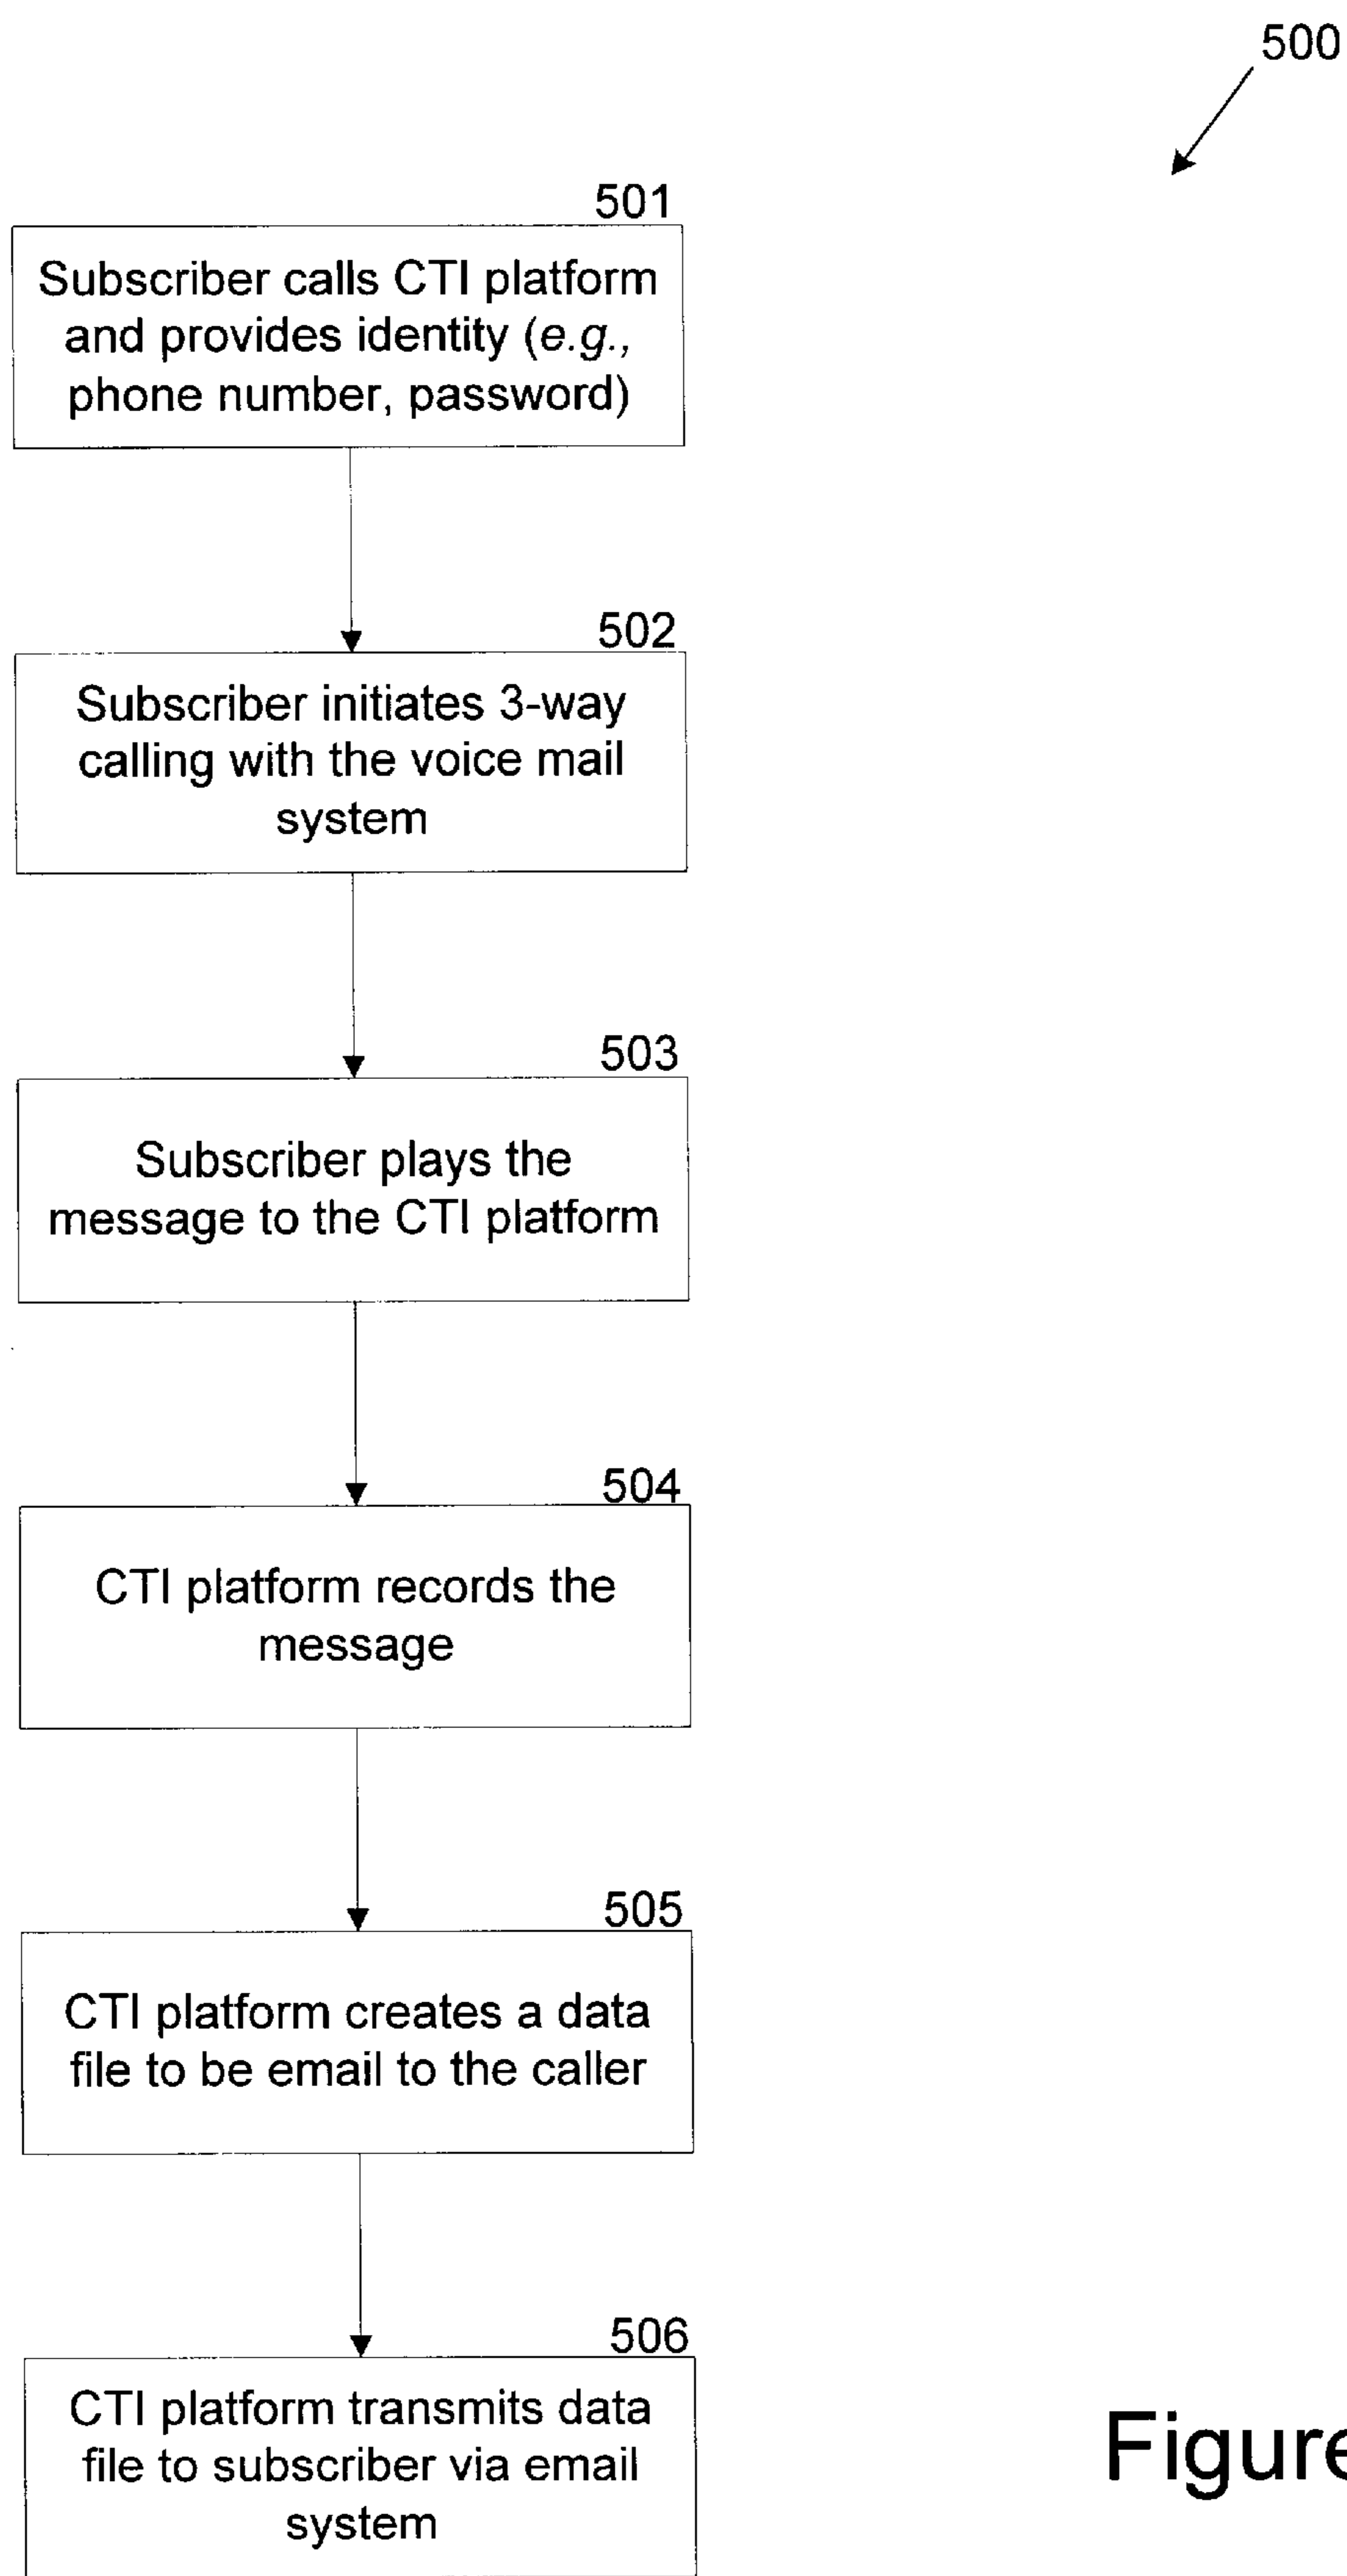 500
501
Subscriber calls CTI platform
and provides identity (e.g.,
phone number, password)
502
Subscriber initiates 3-way
calling with the voice mail
system
503
Subscriber plays the
message to the CTI platform
504
CTI platform records the
message
505
CTI platform creates a data
file to be email to the caller
506
CTI platform transmits data
file to subscriber via email
system
Figure